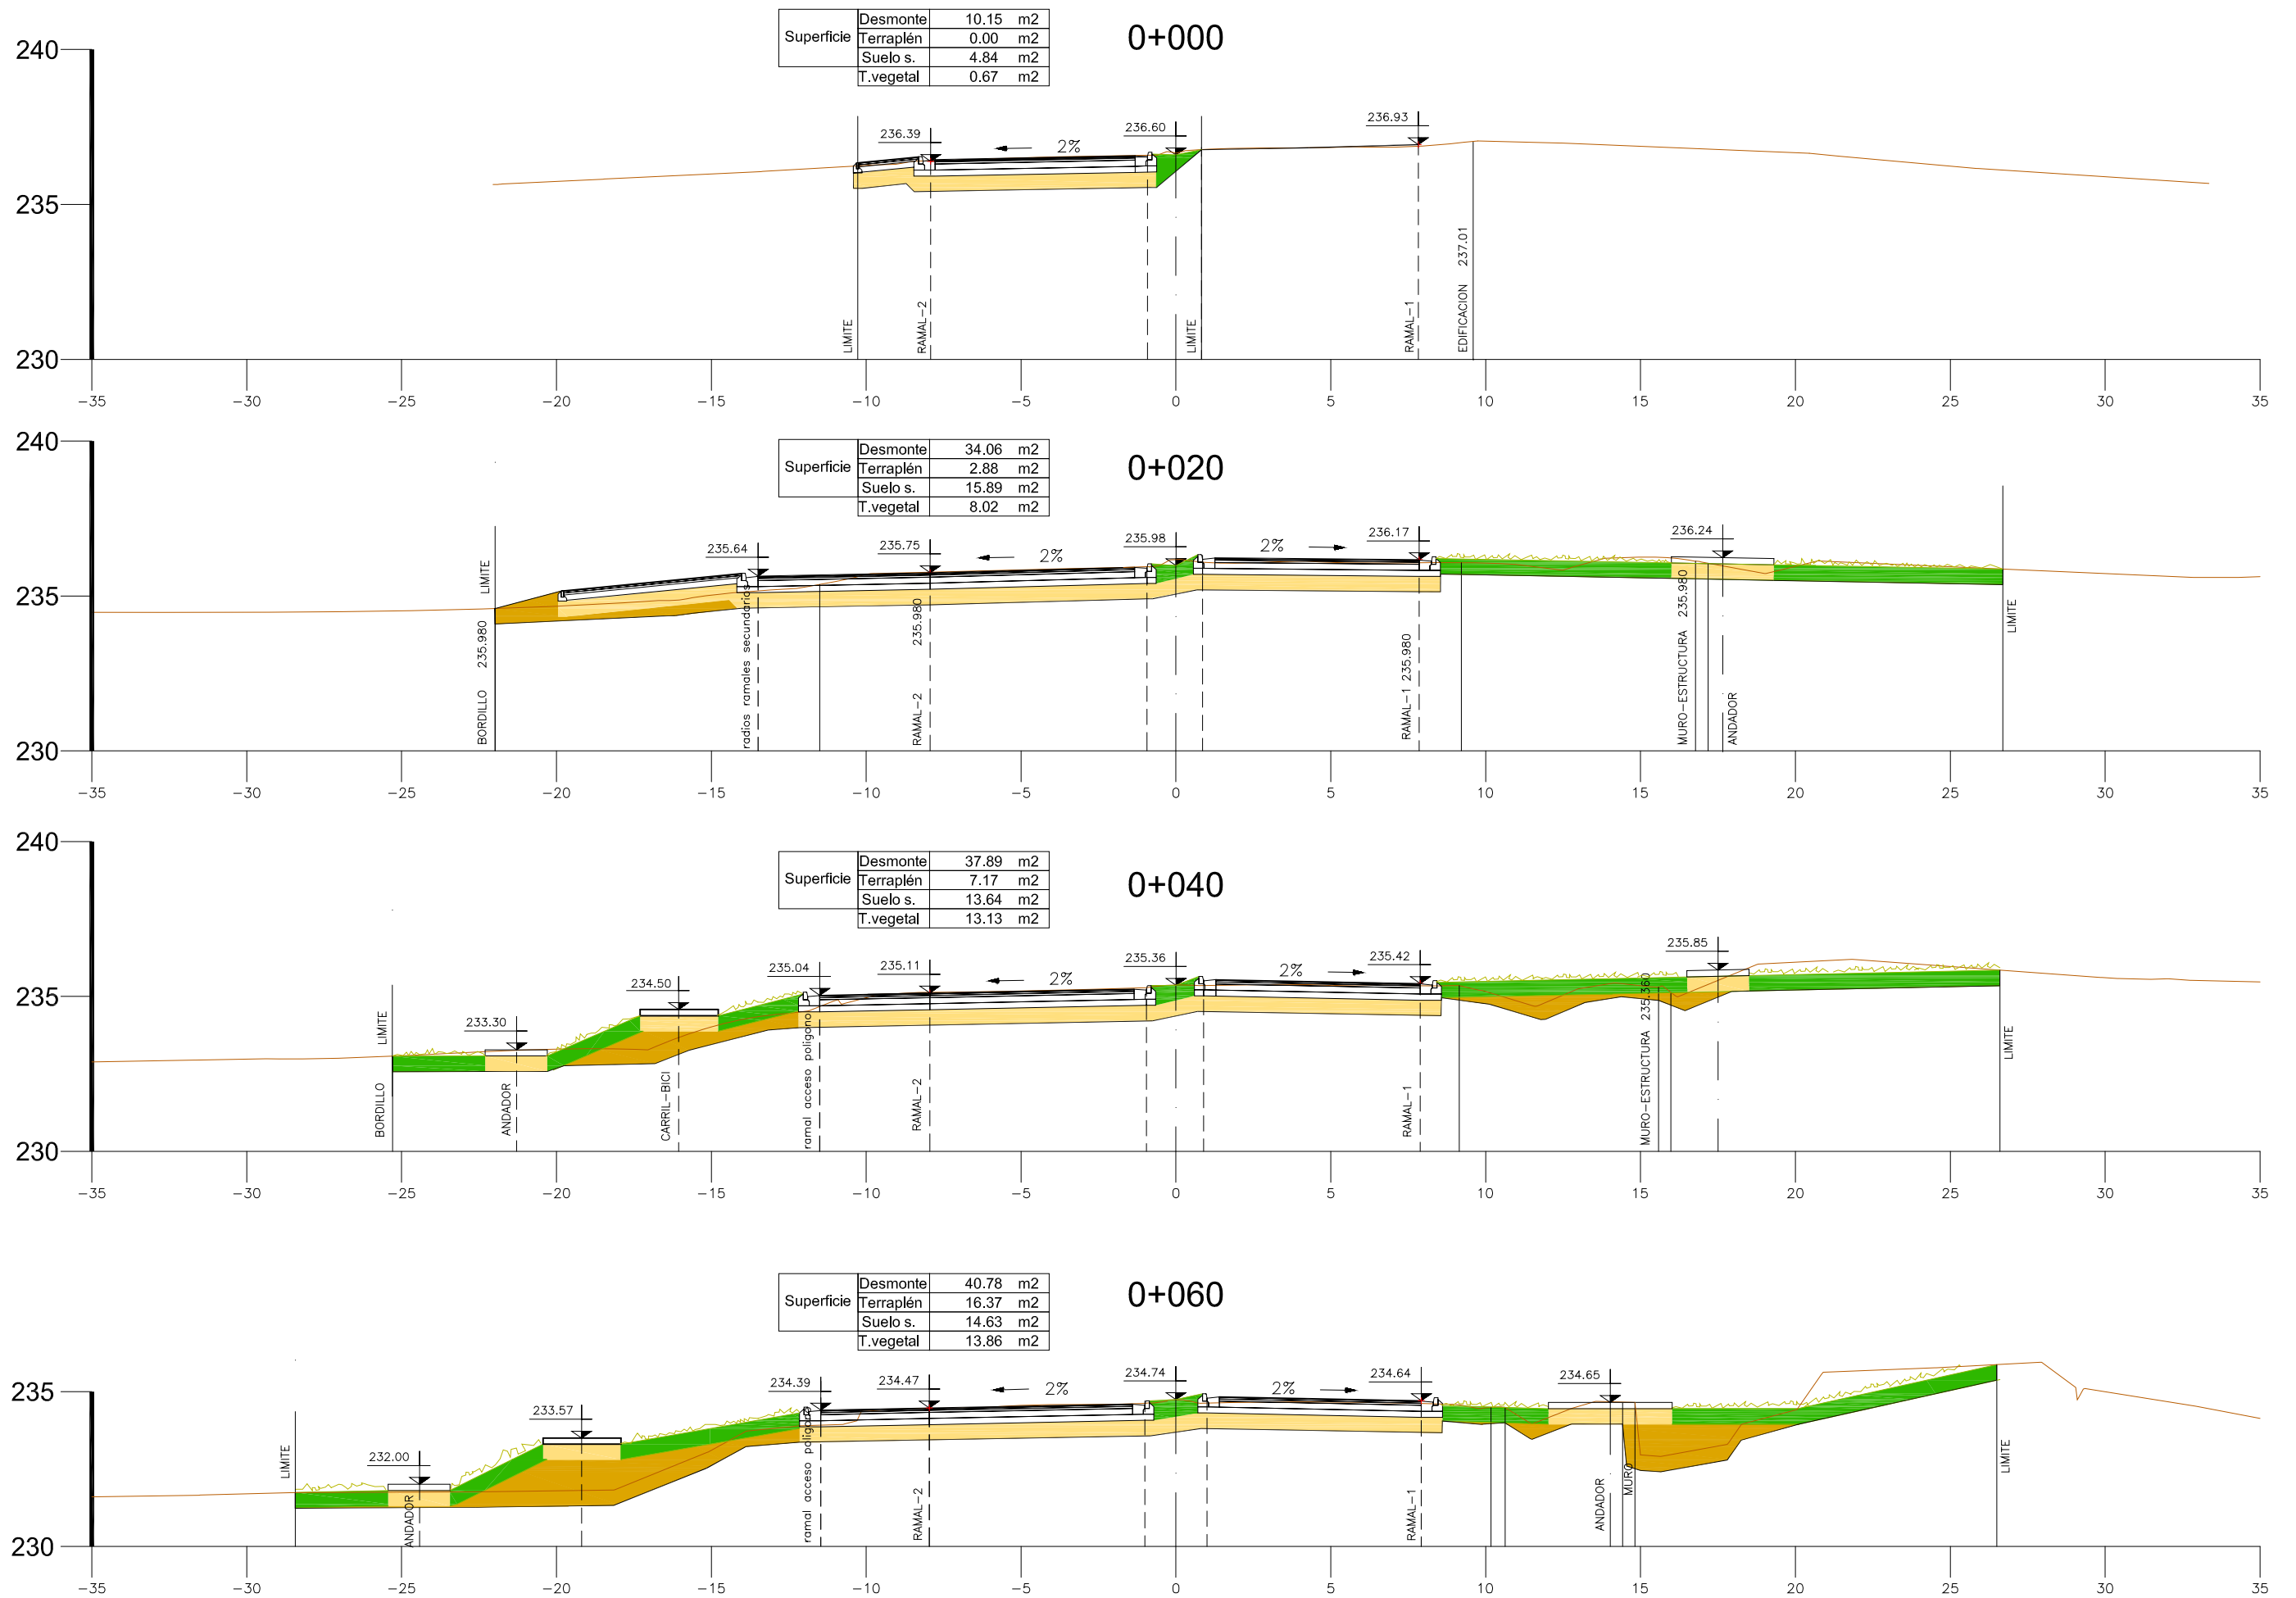 Superficie
Desmonte 10.15 m2
Terraplén 0.00 m2
Suelo s. 4.84 m2
T.vegetal 0.67 m2
0+000
240
235
230
236.39
2%
236.60
236.93
LIMITE
RAMAL-2
LIMITE
RAMAL-1
EDIFICACION 237.01
-35 -30 -25 -20 -15 -10 -5 0 5 10 15 20 25 30 35
Superficie
Desmonte 34.06 m2
Terraplén 2.88 m2
Suelo s. 15.89 m2
T.vegetal 8.02 m2
0+020
240
235
230
235.64
235.75
2%
235.98
2%
236.17
236.24
LIMITE
BORDILLO 235.980
radios ramales secundarios
RAMAL-2 235.980
RAMAL-1 235.980
MURO-ESTRUCTURA 235.980
ANDADOR
LIMITE
-35 -30 -25 -20 -15 -10 -5 0 5 10 15 20 25 30 35
Superficie
Desmonte 37.89 m2
Terraplén 7.17 m2
Suelo s. 13.64 m2
T.vegetal 13.13 m2
0+040
240
235
230
233.30
234.50
235.04
235.11
2%
235.36
2%
235.42
235.85
LIMITE
BORDILLO
ANDADOR
CARRIL-BICI
ramal acceso poligono
RAMAL-2
RAMAL-1
MURO-ESTRUCTURA 235.360
LIMITE
-35 -30 -25 -20 -15 -10 -5 0 5 10 15 20 25 30 35
Superficie
Desmonte 40.78 m2
Terraplén 16.37 m2
Suelo s. 14.63 m2
T.vegetal 13.86 m2
0+060
235
230
232.00
233.57
234.39
234.47
2%
234.74
2%
234.64
234.65
LIMITE
ANDADOR
ramal acceso poligono
RAMAL-2
RAMAL-1
ANDADOR
MURO
LIMITE
-35 -30 -25 -20 -15 -10 -5 0 5 10 15 20 25 30 35